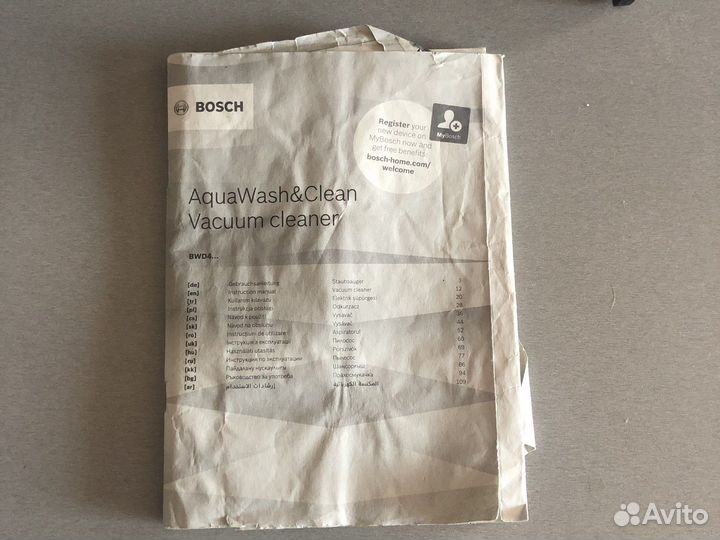 BOSCH
Register your
new device on
MyBosch now and
get free benefits:
bosch-home.com/
welcome
MyBosch
AquaWash&Clean
Vacuum cleaner
BWD4...
[de] Gebrauchsanleitung Staubsauger 3
[en] Instruction manual Vacuum cleaner 12
[tr] Kullanım kılavuzu Elektrik süpürgesi 20
[pl] Instrukcja obsługi Odkurzacz 28
[cs] Návod k použití Vysavač 36
[sk] Návod na obsluhu Vysávač 44
[ro] Instrucțiuni de utilizare Aspiratorul 52
[uk] Інструкція з експлуатації Пилосос 60
[hu] Használati utasítás Porszívók 69
[ru] Инструкция по эксплуатации Пылесос 77
[kk] Пайдалану нұсқаулығы Шаңсорғыш 86
[bg] Ръководство за употреба Прахосмукачка 94
[ar] إرشادات الاستخدام المكنسة الكهربائية 109
Avito